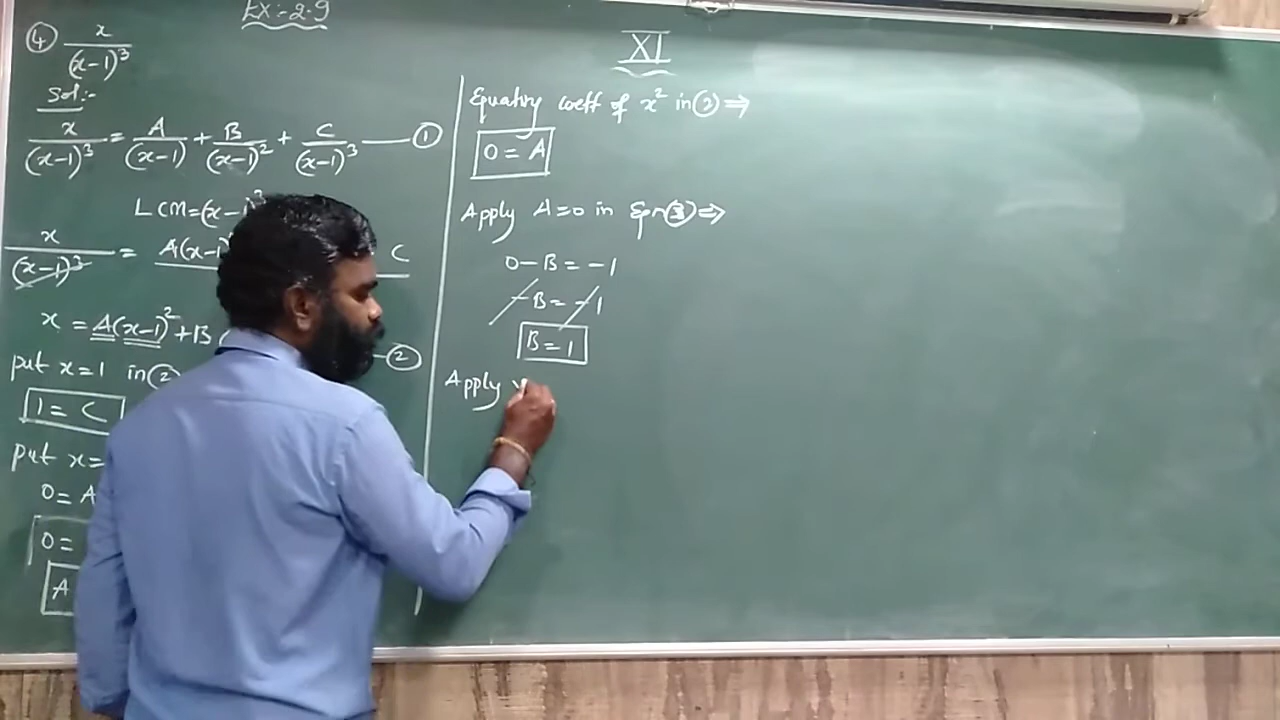 Ex:-2.9
④ x/(x-1)³
Sol:-
x/(x-1)³ = A/(x-1) + B/(x-1)² + C/(x-1)³ —— ①
LCM=(x-1)³
x/(x-1)³ = A(x-1) C
x = A(x-1)² + B —②
put x=1 in ②
1 = C
put x=
0 = A
0 =
A
XI
Equating coeff of x² in ② ⇒
0 = A
Apply A=0 in Eqn ③ ⇒
0-B = -1
-B = -1
B = 1
Apply